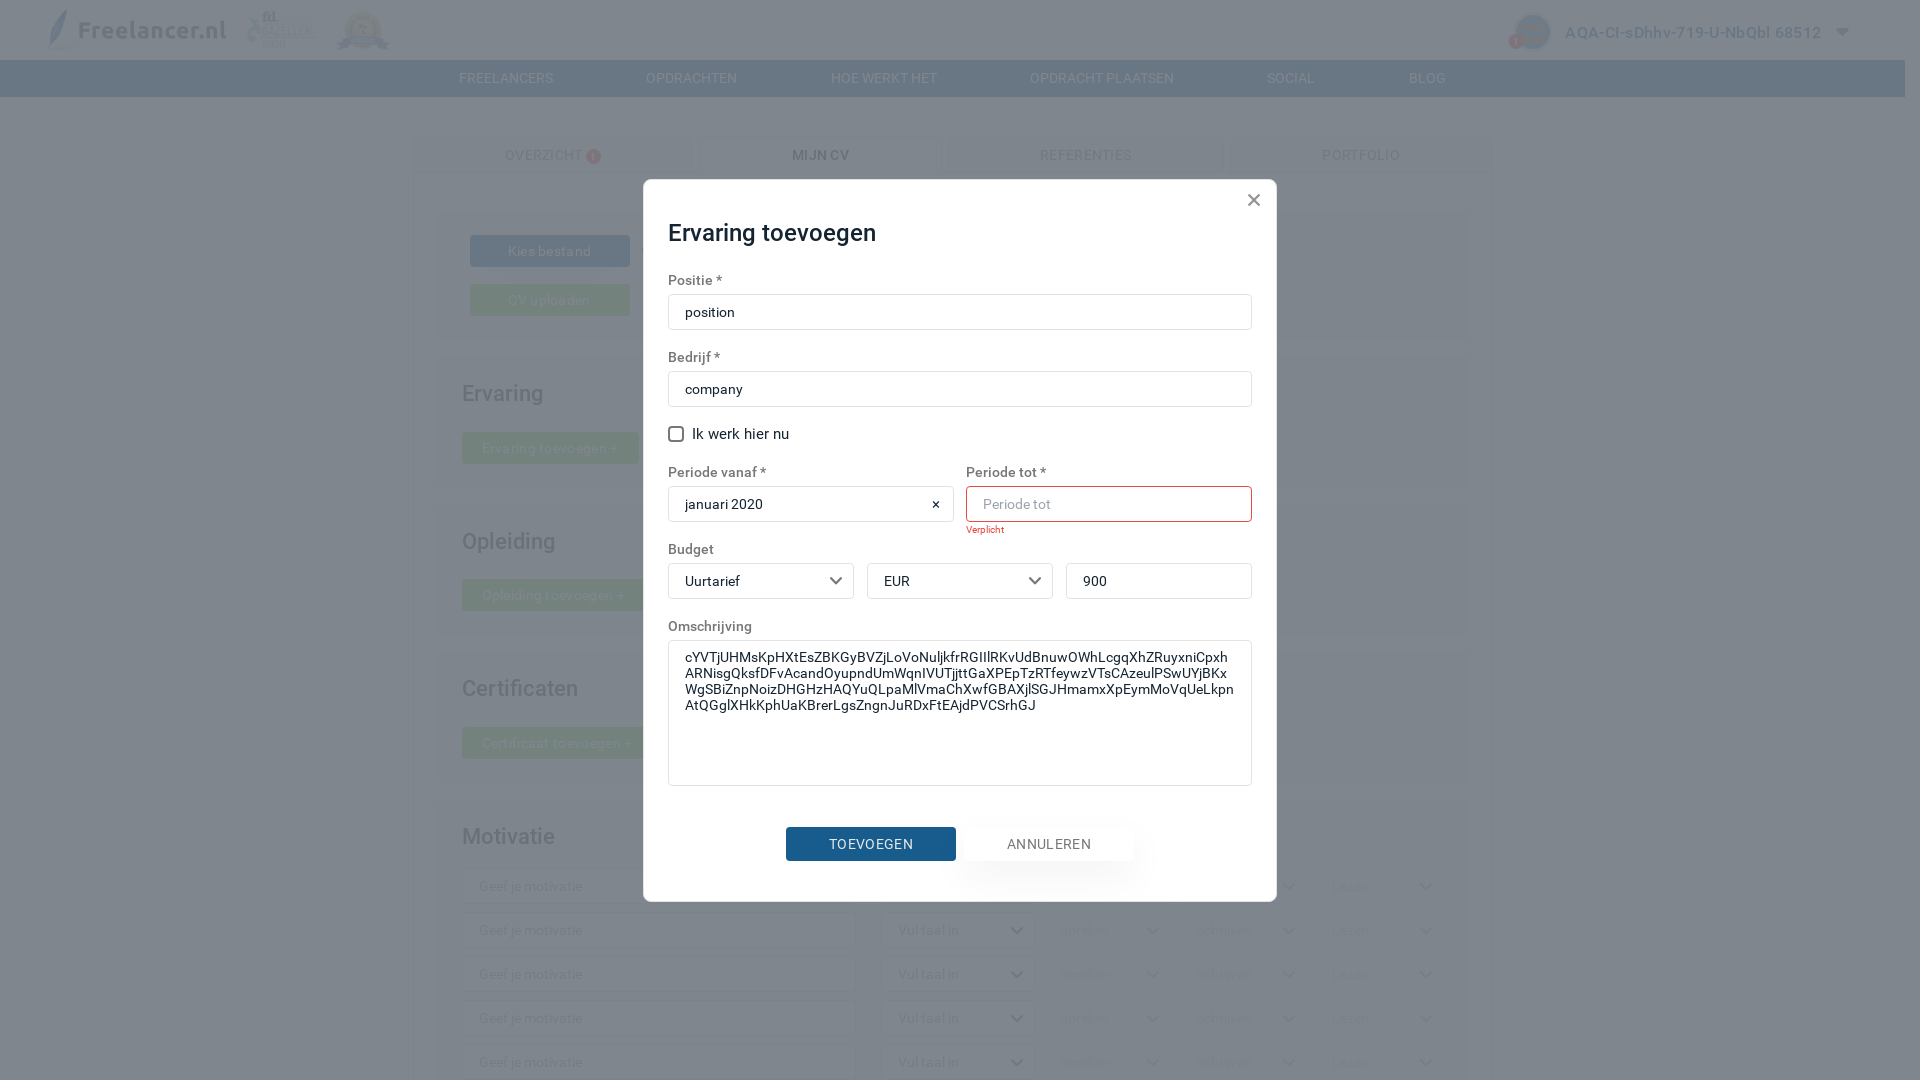 Freelancer.nl
fd.
AQA-CI-sDhhv-719-U-NbQbl 68512
FREELANCERS OPDRACHTEN HOE WERKT HET OPDRACHT PLAATSEN SOCIAL BLOG
OVERZICHT MIJN CV REFERENTIES PORTFOLIO
Kies bestand
CV uploaden
Ervaring
Ervaring toevoegen +
Opleiding
Opleiding toevoegen +
Certificaten
Certificaat toevoegen +
Motivatie
Ervaring toevoegen
Positie *
position
Bedrijf *
company
Ik werk hier nu
Periode vanaf * Periode tot *
januari 2020 × Periode tot
Verplicht
Budget
Uurtarief EUR 900
Omschrijving
cYVTjUHMsKpHXtEsZBKGyBVZjLoVoNuljkfrRGIIlRKvUdBnuwOWhLcgqXhZRuyxniCpxh
ARNisgQksfDFvAcandOyupndUmWqnIVUTjjttGaXPEpTzRTfeywzVTsCAzeulPSwUYjBKx
WgSBiZnpNoizDHGHzHAQYuQLpaMlVmaChXwfGBAXjlSGJHmamxXpEymMoVqUeLkpn
AtQGglXHkKphUaKBrerLgsZngnJuRDxFtEAjdPVCSrhGJ
TOEVOEGEN ANNULEREN
Geef je motivatie
Geef je motivatie Vul taal in
Geef je motivatie Vul taal in
Geef je motivatie Vul taal in
Geef je motivatie Vul taal in